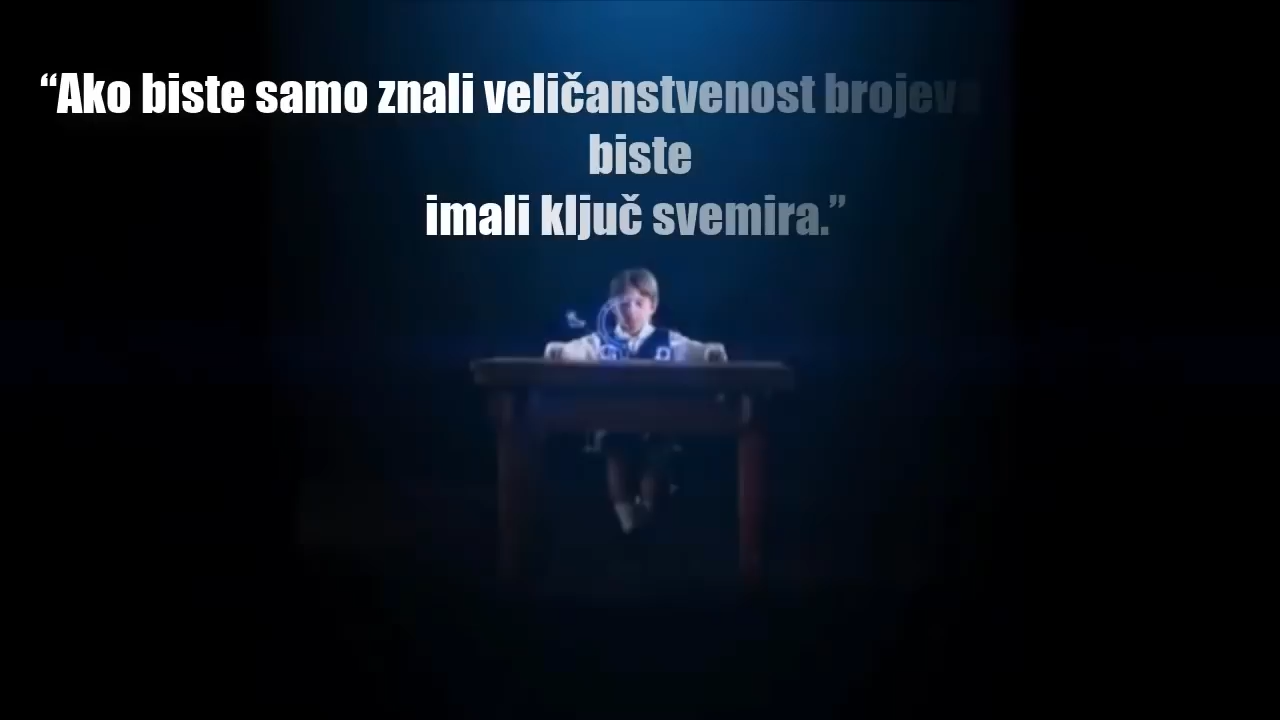 “Ako biste samo znali veličanstvenost brojeva
biste
imali ključ svemira.”